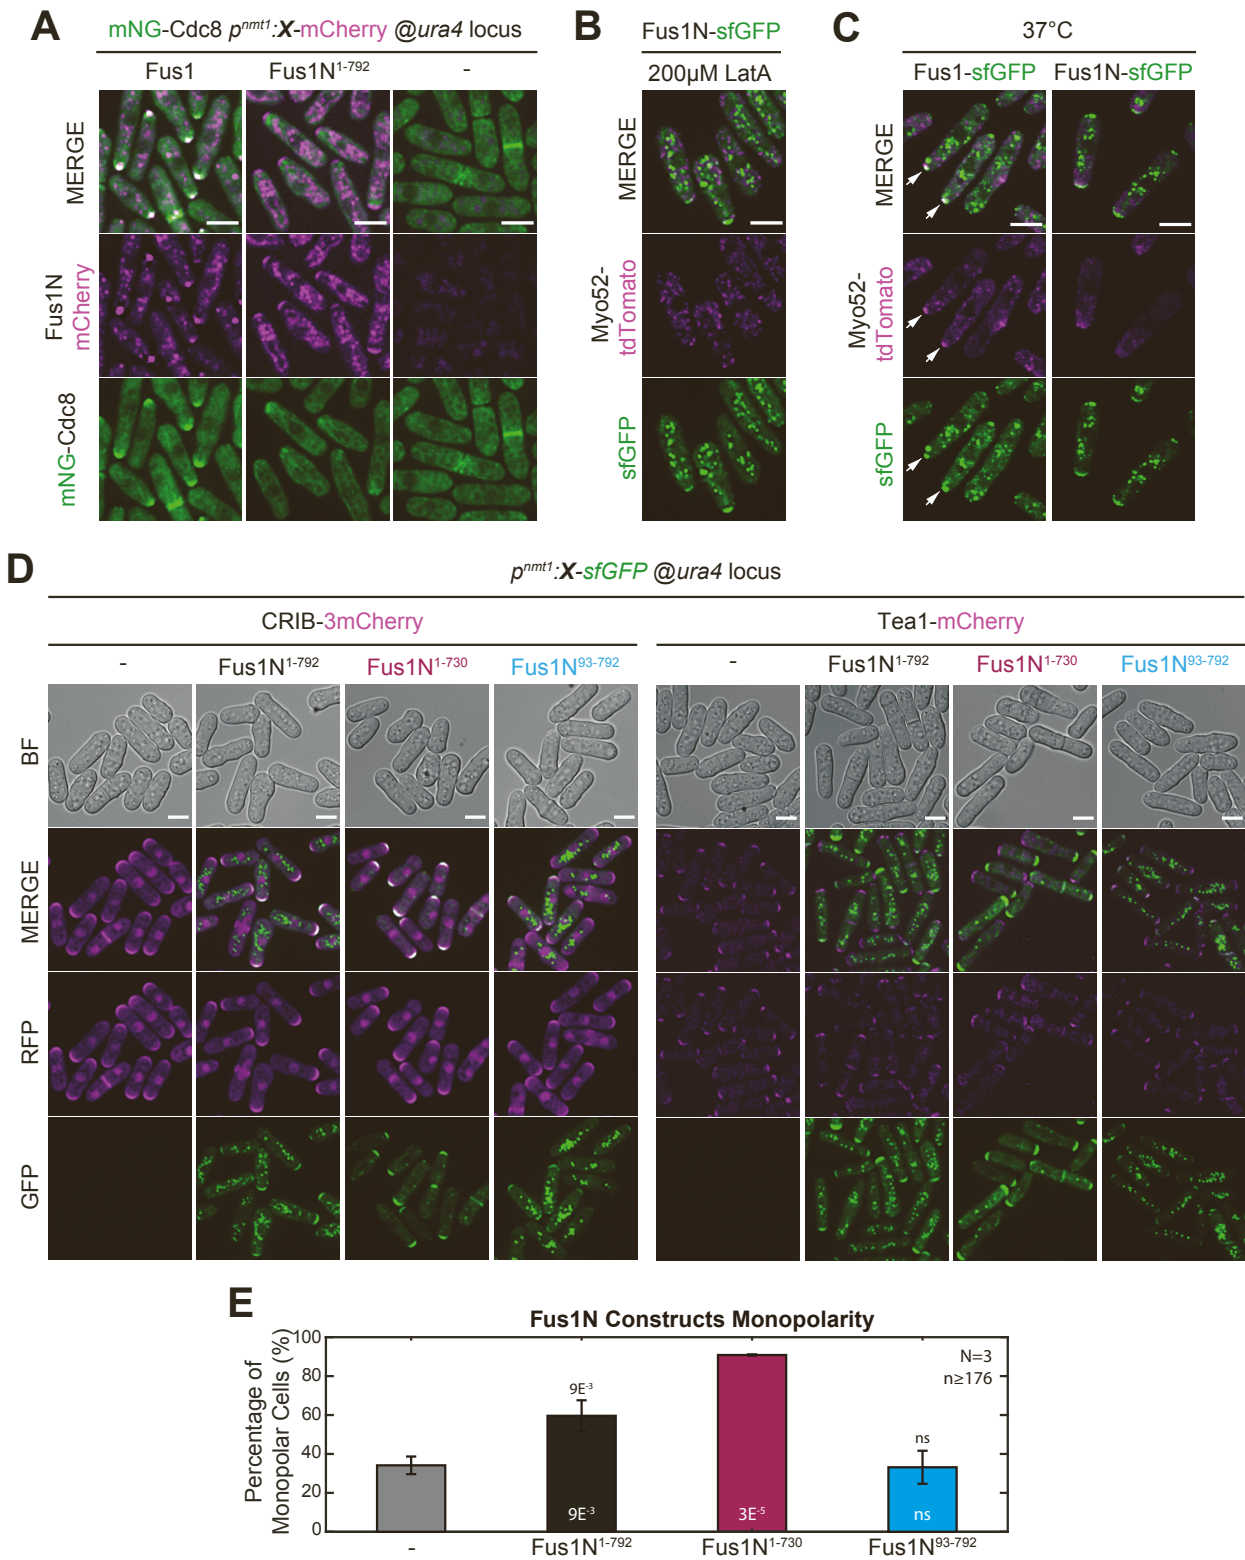 A
mNG-Cdc8 pnmt1:X-mCherry @ura4 locus
Fus1
Fus1N1-792
-
MERGE
Fus1N
mCherry
mNG-Cdc8
B
Fus1N-sfGFP
200µM LatA
MERGE
Myo52-
tdTomato
sfGFP
C
37°C
Fus1-sfGFP
Fus1N-sfGFP
MERGE
Myo52-
tdTomato
sfGFP
D
pnmt1:X-sfGFP @ura4 locus
CRIB-3mCherry
Tea1-mCherry
-
Fus1N1-792
Fus1N1-730
Fus1N93-792
-
Fus1N1-792
Fus1N1-730
Fus1N93-792
BF
MERGE
RFP
GFP
E
Fus1N Constructs Monopolarity
Percentage of
Monopolar Cells (%)
100
80
60
40
20
0
N=3
n≥176
9E-3
ns
9E-3
3E-5
ns
-
Fus1N1-792
Fus1N1-730
Fus1N93-792